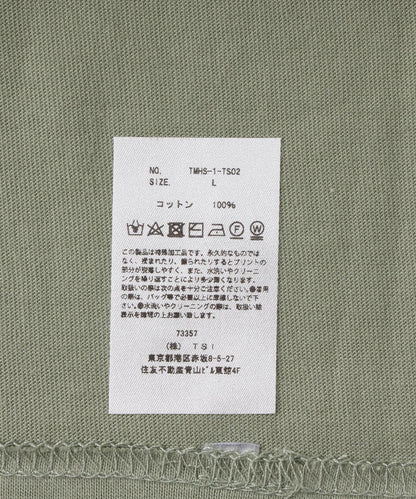 NO. TMHS-1-TS02
SIZE. L
コットン 100%
この製品は特殊加工品です。永久的なもので
なく、揉まれたり、擦られたりするとプリントの
部分が脱落しやすく、また、水洗いやクリーニン
グを繰り返すことにより多少薄くなります。
取扱いの際は次の点を十分ご注意ください。●着用
の際は、バッグ等で必要以上に摩擦しないで下さ
い。●水洗いやクリーニングの際は、取扱い絵
表示を確認の上お出し下さい。
73357
(株) TSI
東京都港区赤坂8-5-27
住友不動産青山ビル東館4F